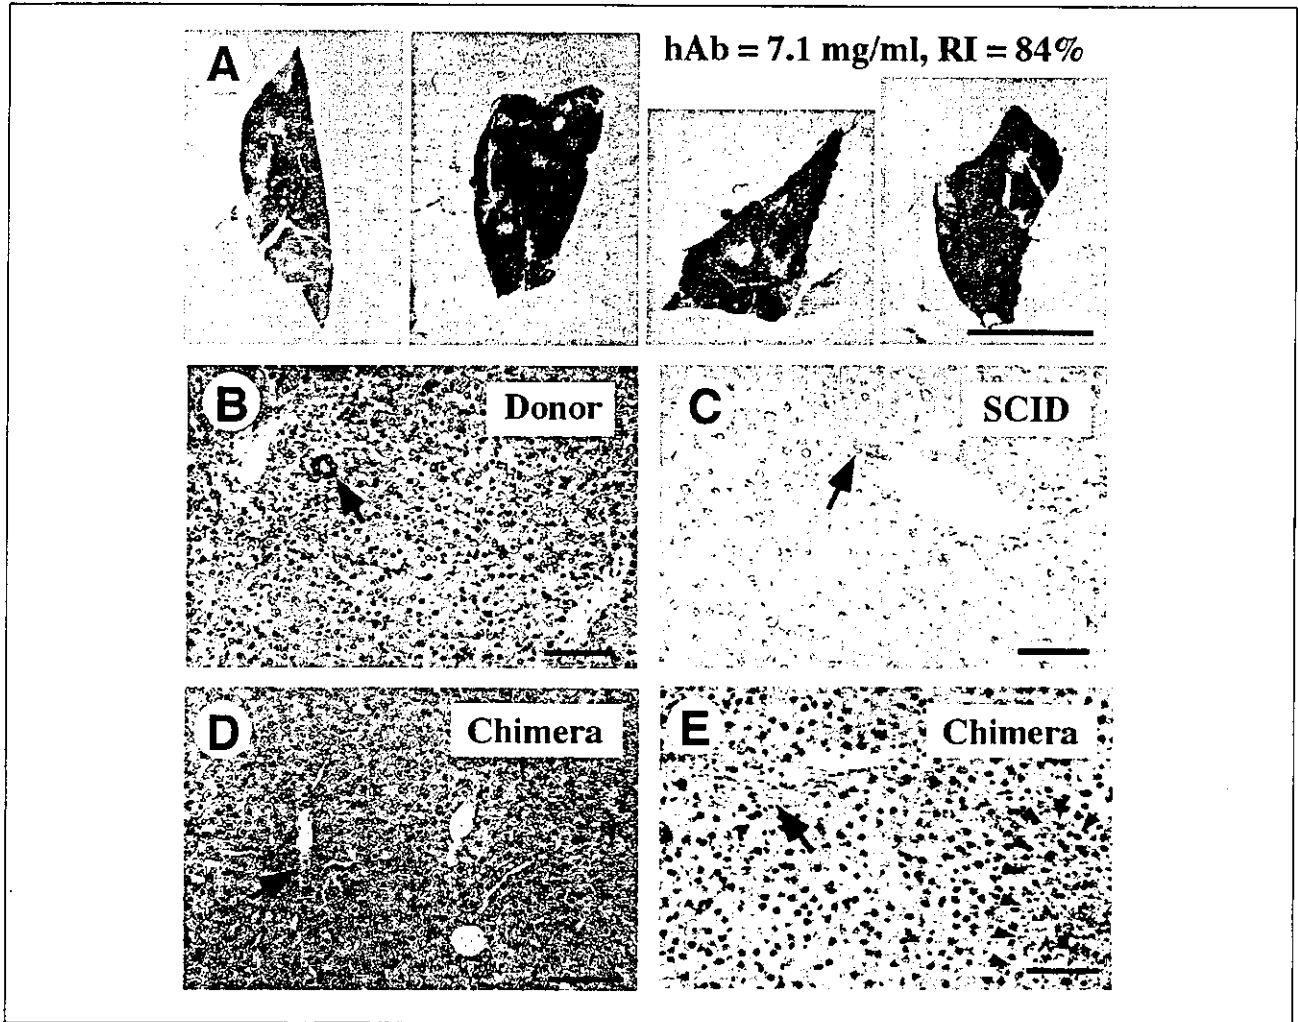 A
hAb = 7.1 mg/ml, RI = 84%
B
Donor
C
SCID
D
Chimera
E
Chimera